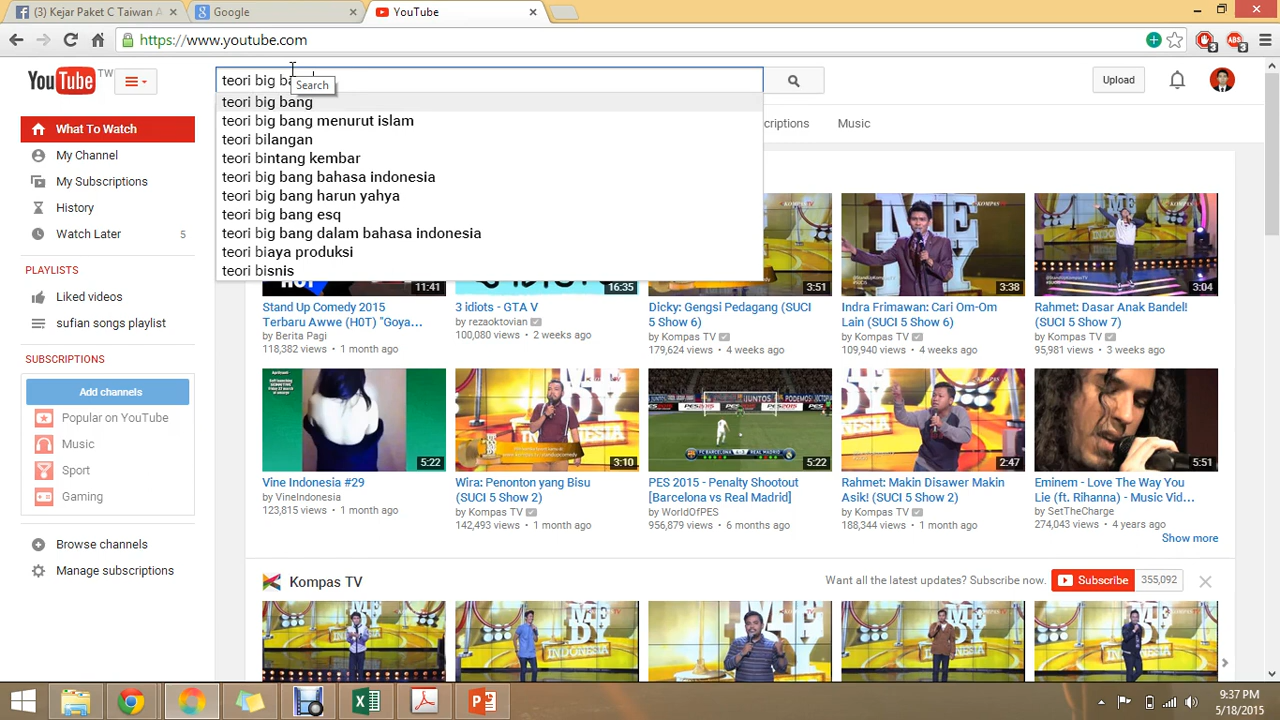 (3) Kejar Paket C Taiwan A
Google
YouTube
https://www.youtube.com
3
3
YouTube TW
teori big ba
Search
Upload
teori big bang
teori big bang menurut islam
teori bilangan
teori bintang kembar
teori big bang bahasa indonesia
teori big bang harun yahya
teori big bang esq
teori big bang dalam bahasa indonesia
teori biaya produksi
teori bisnis
criptions
Music
What To Watch
My Channel
My Subscriptions
History
Watch Later
5
PLAYLISTS
Liked videos
sufian songs playlist
SUBSCRIPTIONS
Add channels
Popular on YouTube
Music
Sport
Gaming
Browse channels
Manage subscriptions
11:41
16:35
3:51
3:38
3:04
Stand Up Comedy 2015
Terbaru Awwe (H0T) "Goya...
by Berita Pagi
118,382 views • 1 month ago
3 idiots - GTA V
by rezaoktovian
100,080 views • 2 weeks ago
Dicky: Gengsi Pedagang (SUCI
5 Show 6)
by Kompas TV
179,624 views • 4 weeks ago
Indra Frimawan: Cari Om-Om
Lain (SUCI 5 Show 6)
by Kompas TV
109,940 views • 4 weeks ago
Rahmet: Dasar Anak Bandel!
(SUCI 5 Show 7)
by Kompas TV
95,981 views • 3 weeks ago
5:22
3:10
5:22
2:47
5:51
Vine Indonesia #29
by VineIndonesia
123,815 views • 1 month ago
Wira: Penonton yang Bisu
(SUCI 5 Show 2)
by Kompas TV
142,493 views • 1 month ago
PES 2015 - Penalty Shootout
[Barcelona vs Real Madrid]
by WorldOfPES
956,879 views • 6 months ago
Rahmet: Makin Disawer Makin
Asik! (SUCI 5 Show 2)
by Kompas TV
188,344 views • 1 month ago
Eminem - Love The Way You
Lie (ft. Rihanna) - Music Vid...
by SetTheCharge
274,043 views • 4 years ago
Show more
Kompas TV
Want all the latest updates? Subscribe now.
Subscribe
355,092
9:37 PM
5/18/2015